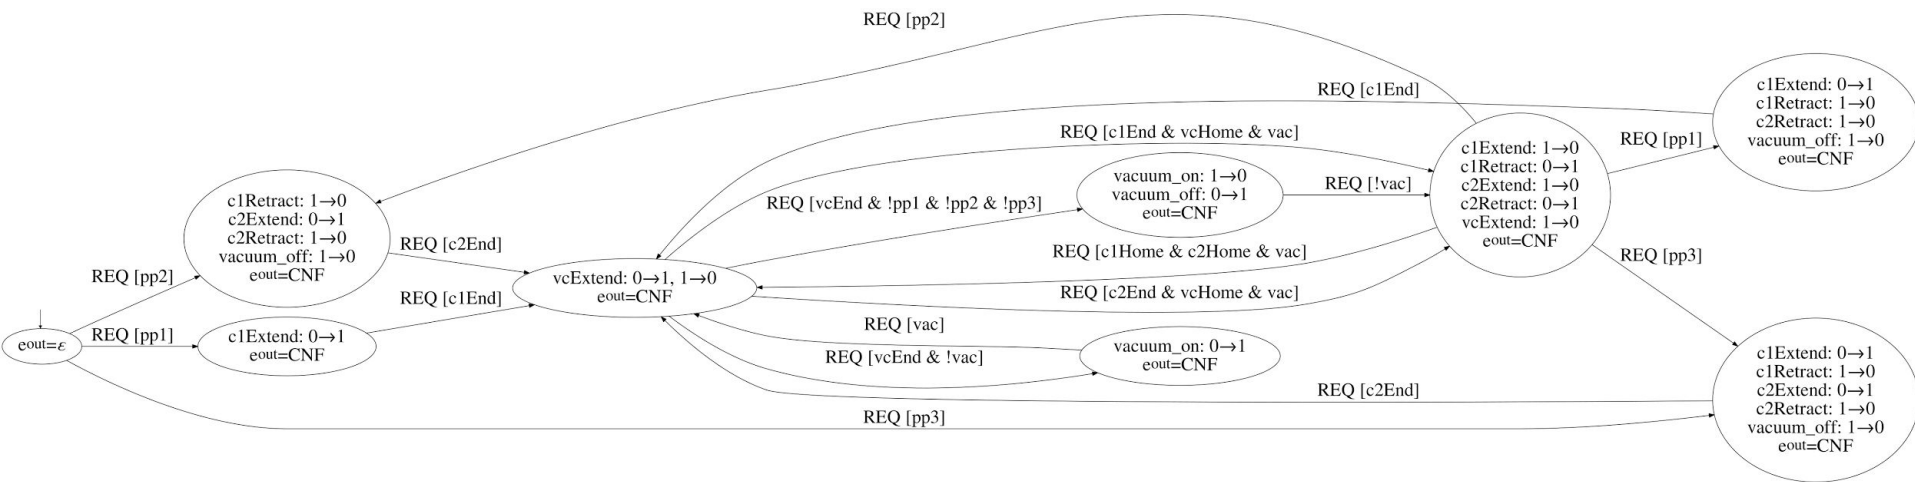 REQ [pp2]
REQ [c1End]
c1Extend: 0→1
c1Retract: 1→0
c2Retract: 1→0
vacuum_off: 1→0
eout=CNF
REQ [c1End & vcHome & vac]
REQ [pp1]
c1Extend: 1→0
c1Retract: 0→1
c2Extend: 1→0
c2Retract: 0→1
vcExtend: 1→0
eout=CNF
vacuum_on: 1→0
vacuum_off: 0→1
eout=CNF
REQ [!vac]
REQ [vcEnd & !pp1 & !pp2 & !pp3]
c1Retract: 1→0
c2Extend: 0→1
c2Retract: 1→0
vacuum_off: 1→0
eout=CNF
REQ [c2End]
REQ [c1Home & c2Home & vac]
REQ [pp3]
REQ [pp2]
vcExtend: 0→1, 1→0
eout=CNF
REQ [c1End]
REQ [c2End & vcHome & vac]
REQ [vac]
eout=ε
REQ [pp1]
c1Extend: 0→1
eout=CNF
REQ [vcEnd & !vac]
vacuum_on: 0→1
eout=CNF
REQ [c2End]
REQ [pp3]
c1Extend: 0→1
c1Retract: 1→0
c2Extend: 0→1
c2Retract: 1→0
vacuum_off: 1→0
eout=CNF